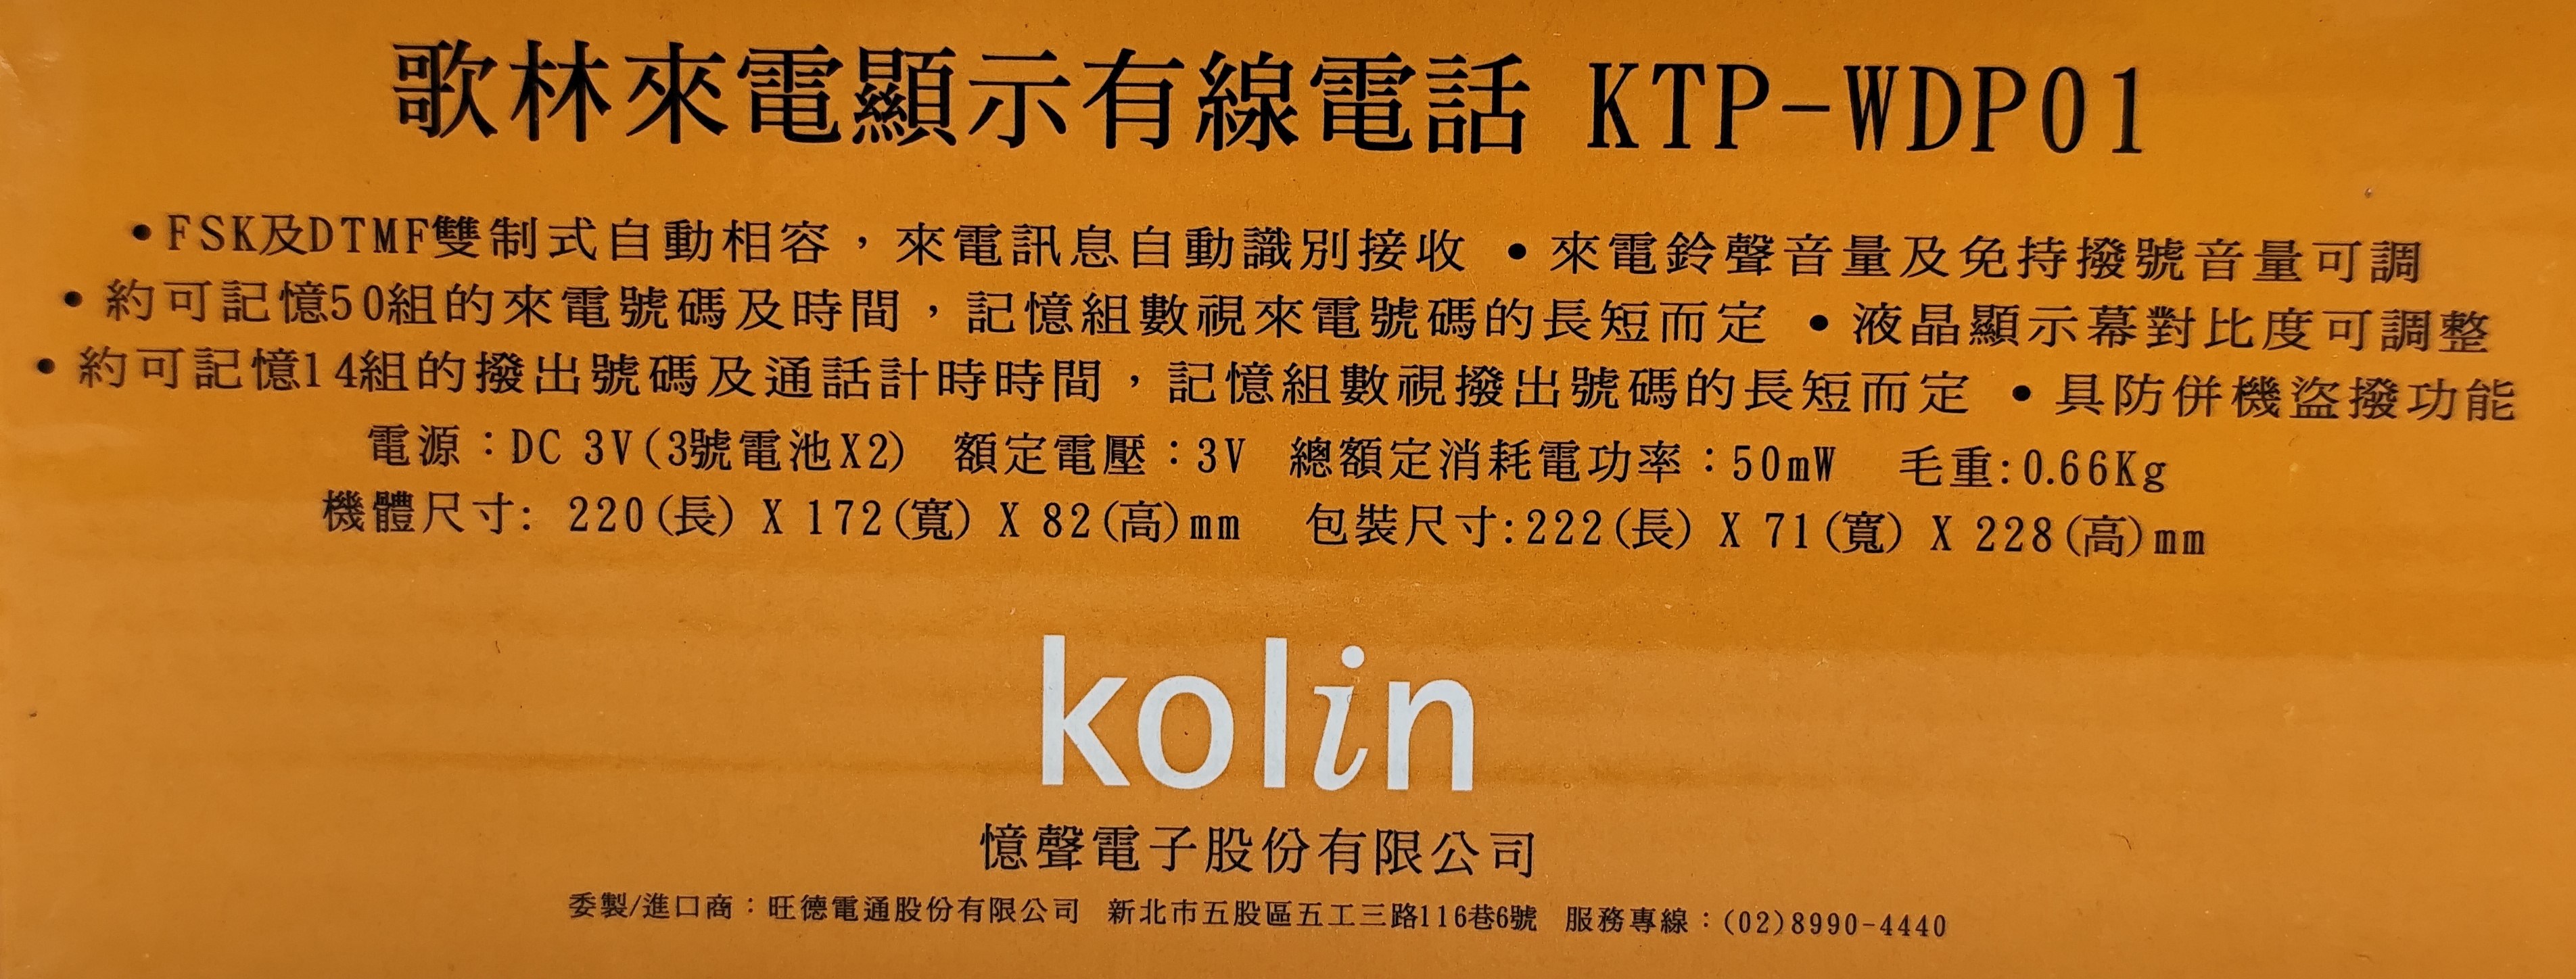 歌林來電顯示有線電話 KTP-WDP01
•FSK及DTMF雙制式自動相容，來電訊息自動識別接收 •來電鈴聲音量及免持撥號音量可調
•約可記憶50組的來電號碼及時間，記憶組數視來電號碼的長短而定 •液晶顯示幕對比度可調整
•約可記憶14組的撥出號碼及通話計時時間，記憶組數視撥出號碼的長短而定 •具防併機盜撥功能
電源：DC 3V(3號電池X2) 額定電壓：3V 總額定消耗電功率：50mW 毛重:0.66Kg
機體尺寸: 220(長) X 172(寬) X 82(高)mm 包裝尺寸:222(長) X 71(寬) X 228(高)mm
kolin
憶聲電子股份有限公司
委製/進口商：旺德電通股份有限公司 新北市五股區五工三路116巷6號 服務專線：(02)8990-4440